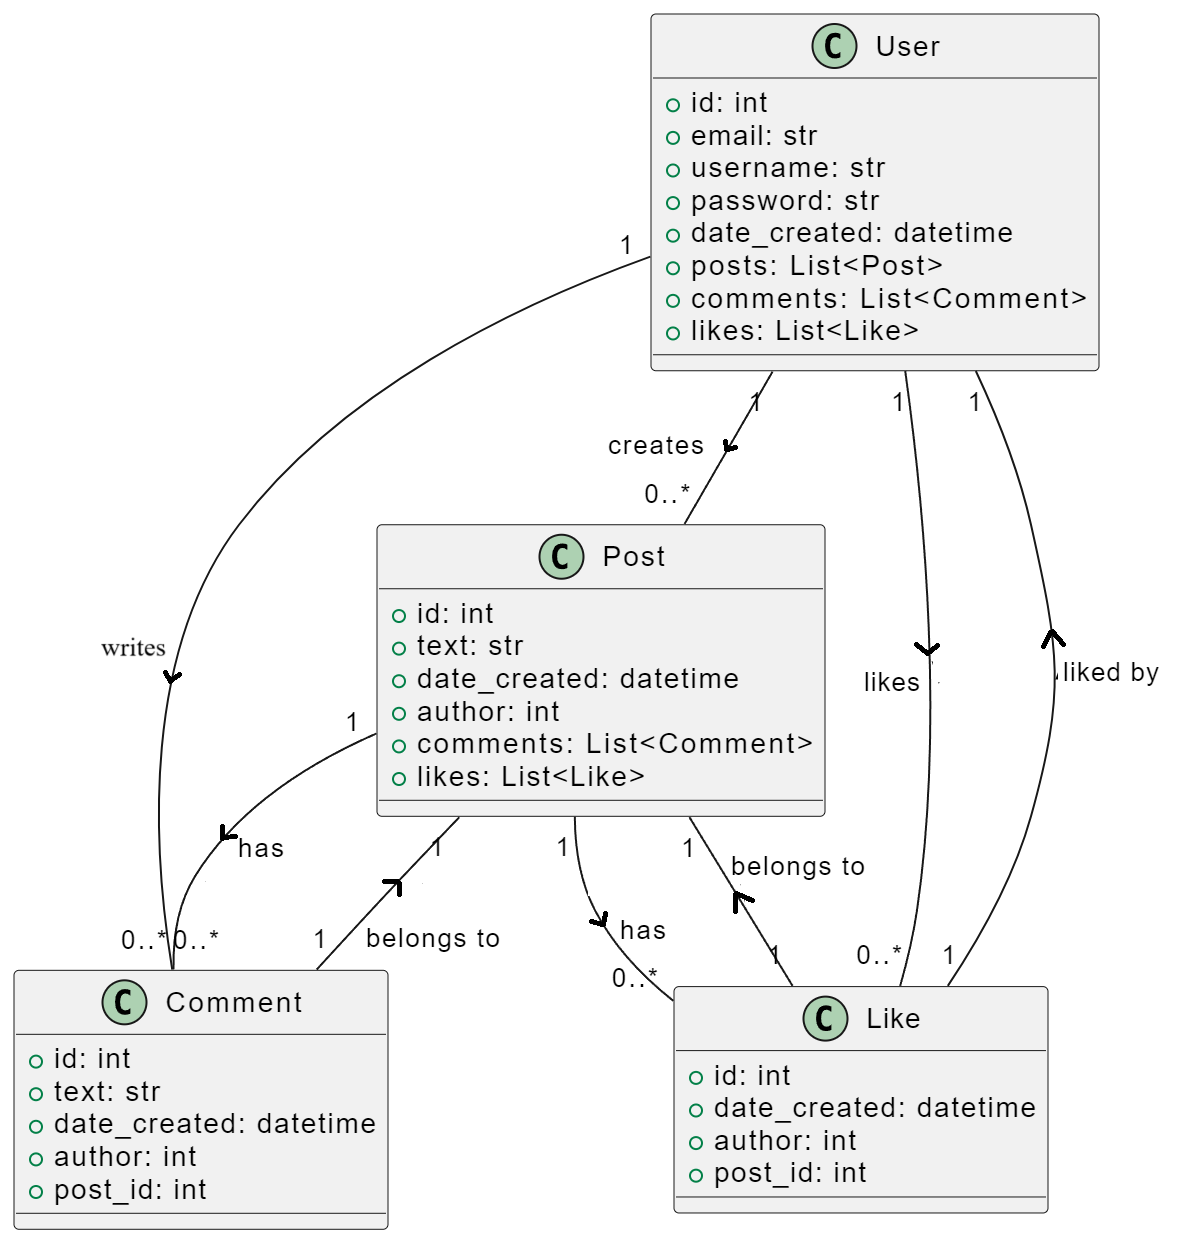 C User
id: int
email: str
username: str
password: str
date_created: datetime
posts: List<Post>
comments: List<Comment>
likes: List<Like>
1
1
1
1
creates
0..*
C Post
id: int
text: str
date_created: datetime
author: int
comments: List<Comment>
likes: List<Like>
writes
likes
liked by
1
has
1
1
1
belongs to
has
0..*
0..*
1
belongs to
0..*
1
0..*
1
C Comment
id: int
text: str
date_created: datetime
author: int
post_id: int
C Like
id: int
date_created: datetime
author: int
post_id: int